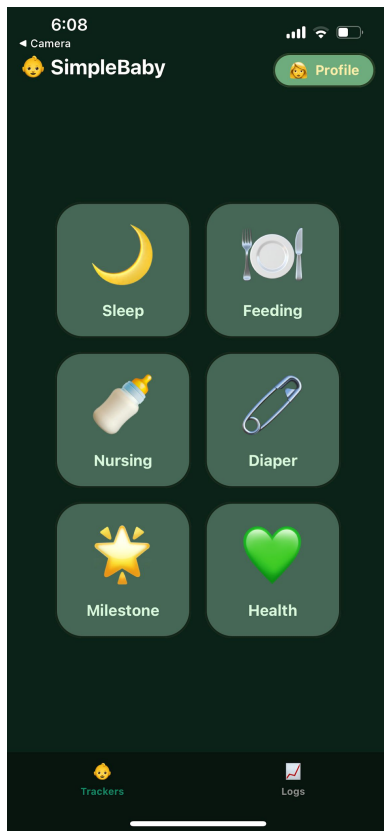 6:08
◀ Camera
SimpleBaby
Profile
Sleep
Feeding
Nursing
Diaper
Milestone
Health
Trackers
Logs